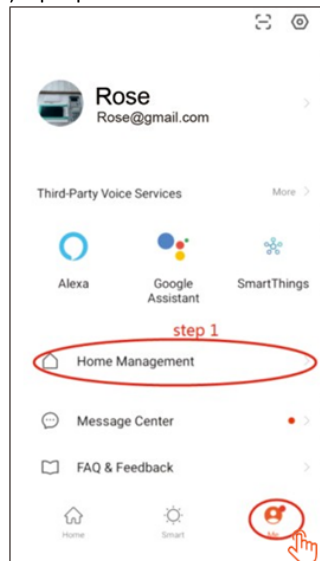 Rose
Rose@gmail.com
Third-Party Voice Services More
Alexa
Google
Assistant
SmartThings
step 1
Home Management
Message Center
FAQ & Feedback
Home Smart Me